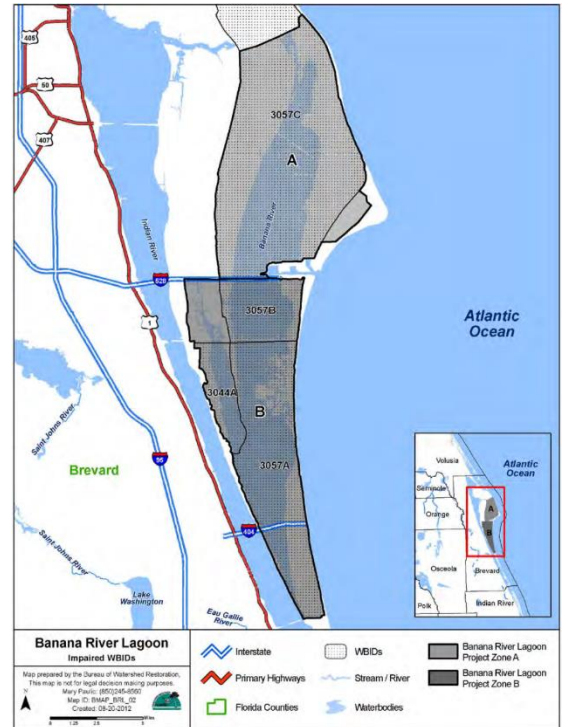 405
50
407
3057C
A
Banana River
Indian River
528
1
3057B
3044A
B
3057A
Atlantic
Ocean
Saint Johns River
Brevard
95
404
Saint Johns River
Lake
Washington
Eau Gallie
River
Volusia
Atlantic
Ocean
Seminole
Orange
A
B
Osceola
Brevard
Polk
Indian River
Banana River Lagoon
Impaired WBIDs
Map prepared by the Bureau of Watershed Restoration.
This map is not for legal decision making purposes.
Mary Paulic (850)245-8560
Map ID: BMAP_BRL_02
Created: 08-20-2012
N
Interstate
Primary Highways
Florida Counties
WBIDs
Stream / River
Waterbodies
Banana River Lagoon
Project Zone A
Banana River Lagoon
Project Zone B